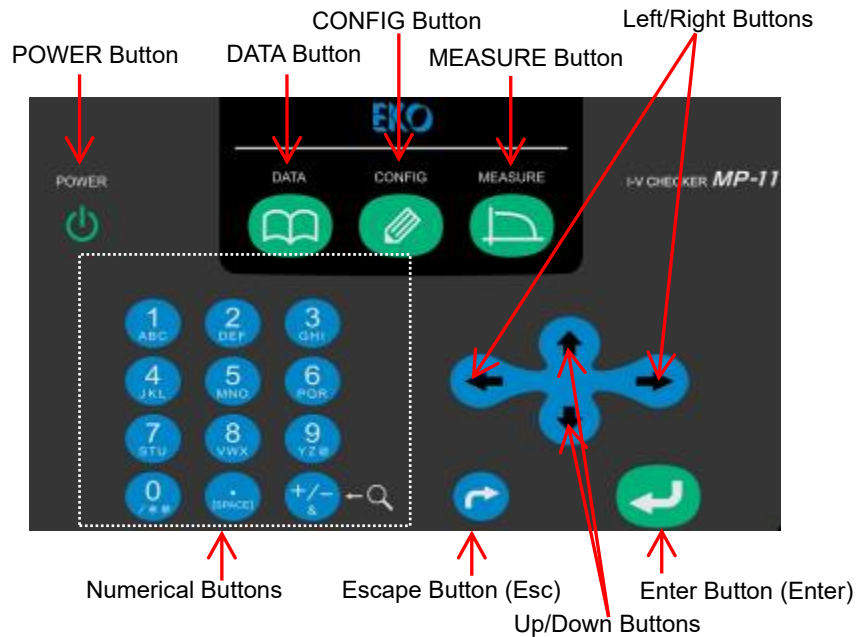 CONFIG Button
Left/Right Buttons
POWER Button
DATA Button
MEASURE Button
EKO
POWER
DATA
CONFIG
MEASURE
I-V CHECKER MP-11
1
ABC
2
DEF
3
GHI
4
JKL
5
MNO
6
PQR
7
STU
8
VWX
9
YZ@
0
.
[SPACE]
+/-
&
Numerical Buttons
Escape Button (Esc)
Enter Button (Enter)
Up/Down Buttons